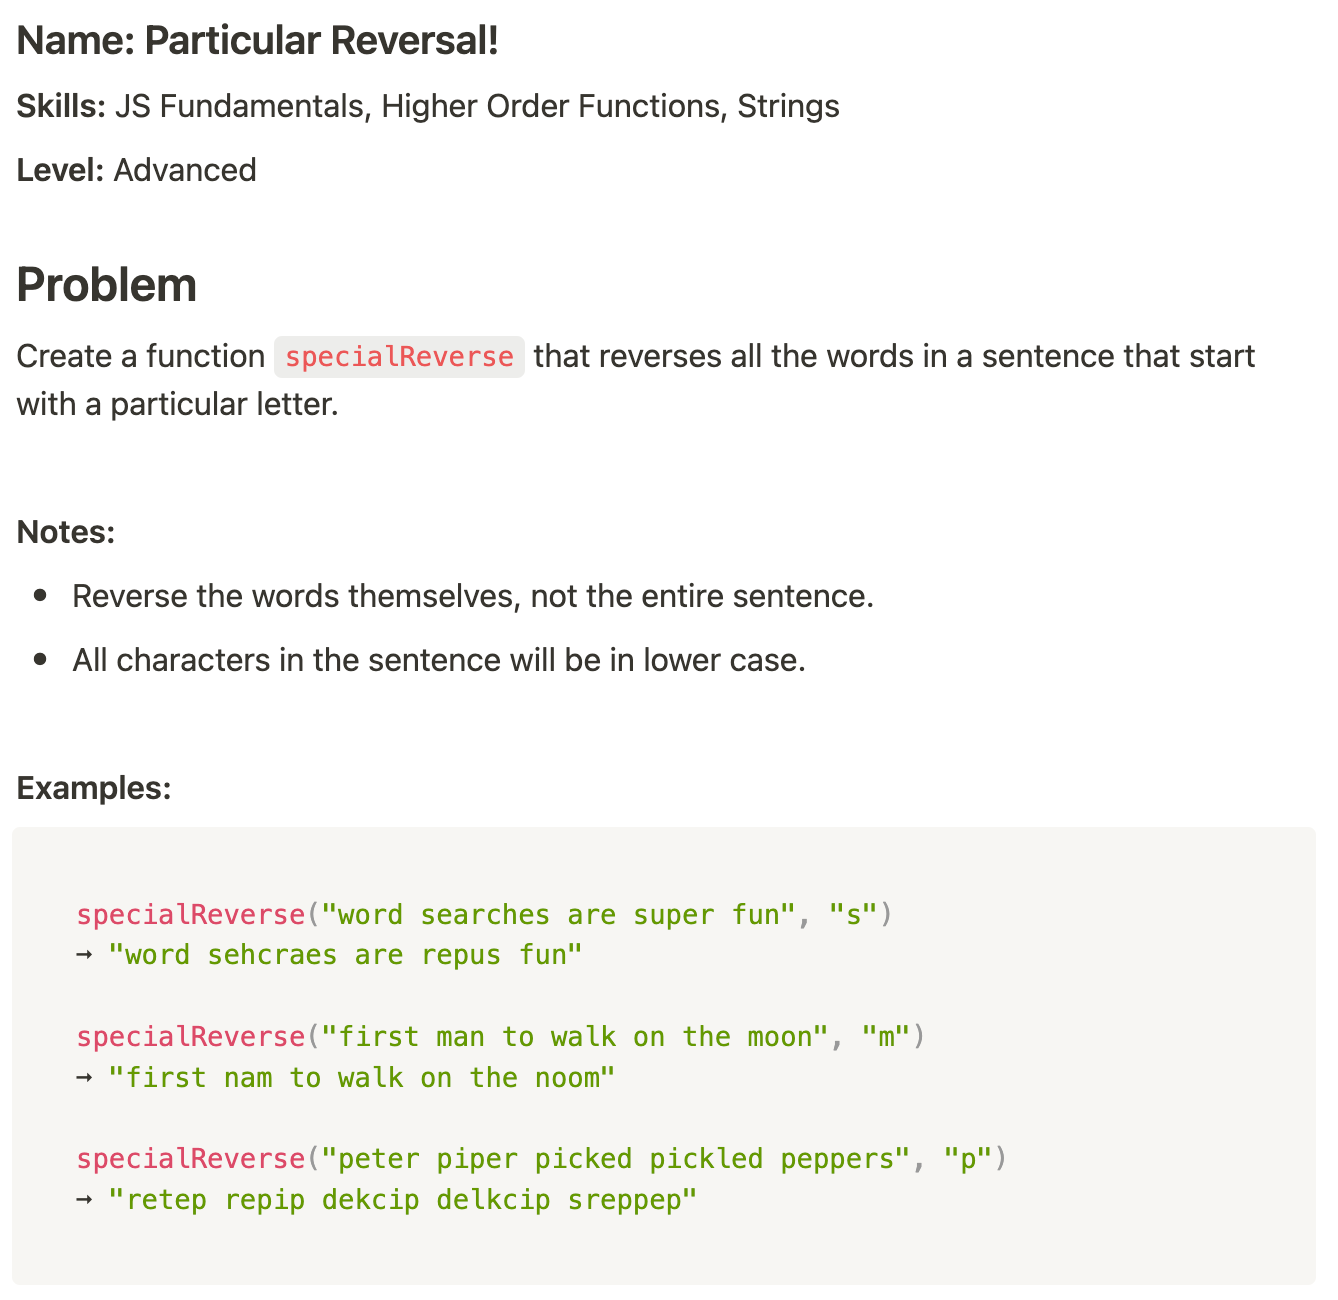 Name: Particular Reversal!
Skills: JS Fundamentals, Higher Order Functions, Strings
Level: Advanced
Problem
Create a function specialReverse that reverses all the words in a sentence that start
with a particular letter.
Notes:
• Reverse the words themselves, not the entire sentence.
• All characters in the sentence will be in lower case.
Examples:
specialReverse("word searches are super fun", "s")
→ "word sehcraes are repus fun"
specialReverse("first man to walk on the moon", "m")
→ "first nam to walk on the noom"
specialReverse("peter piper picked pickled peppers", "p")
→ "retep repip dekcip delkcip sreppep"